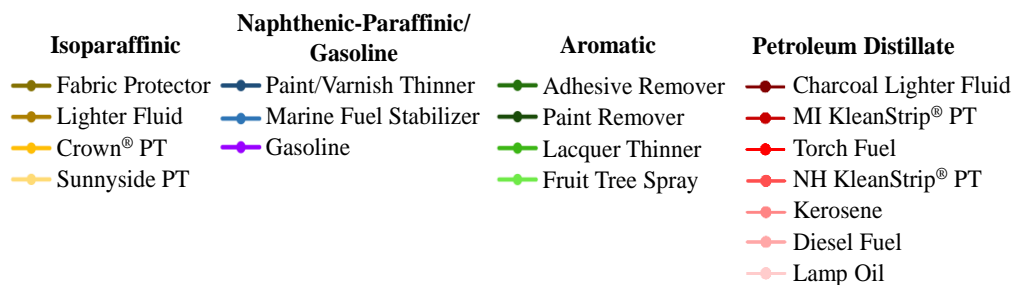 Isoparaffinic
Fabric Protector
Lighter Fluid
Crown® PT
Sunnyside PT
Naphthenic-Paraffinic/
Gasoline
Paint/Varnish Thinner
Marine Fuel Stabilizer
Gasoline
Aromatic
Adhesive Remover
Paint Remover
Lacquer Thinner
Fruit Tree Spray
Petroleum Distillate
Charcoal Lighter Fluid
MI KleanStrip® PT
Torch Fuel
NH KleanStrip® PT
Kerosene
Diesel Fuel
Lamp Oil